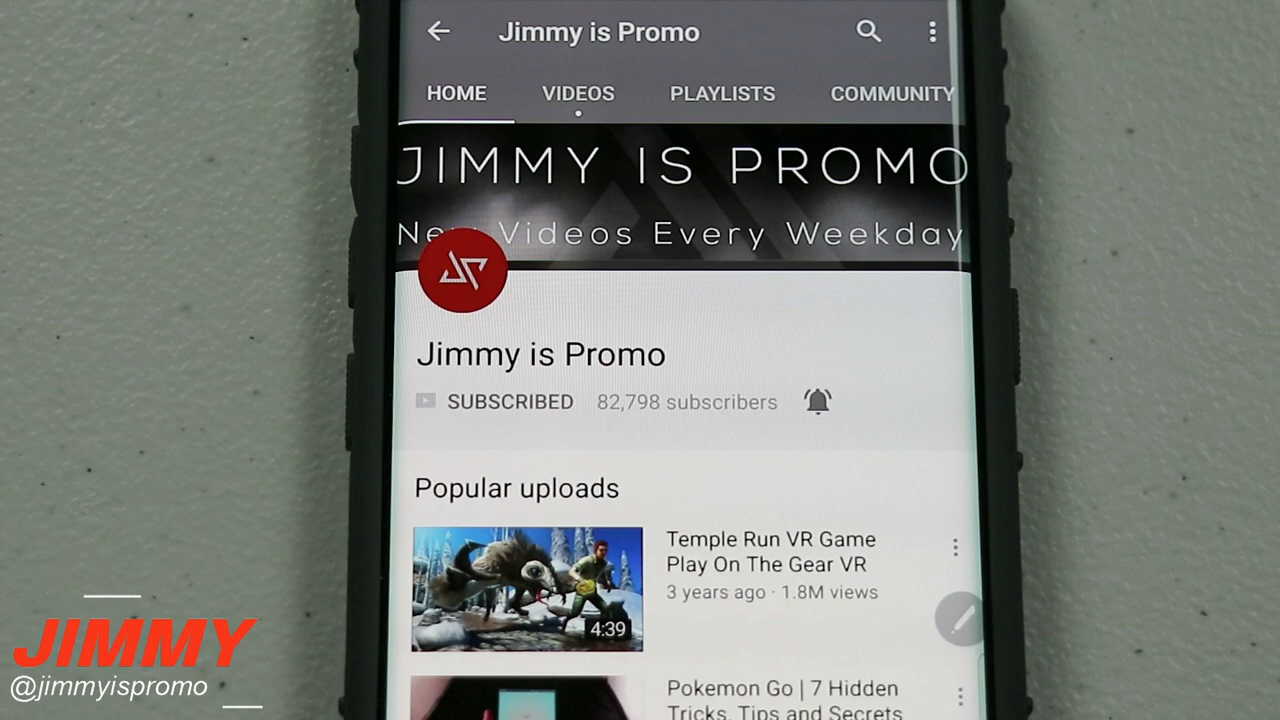 Jimmy is Promo
HOME VIDEOS PLAYLISTS COMMUNITY
JIMMY IS PROMO
New Videos Every Weekday
Jimmy is Promo
SUBSCRIBED 82,798 subscribers
Popular uploads
Temple Run VR Game
Play On The Gear VR
3 years ago · 1.8M views
4:39
Pokemon Go | 7 Hidden
Tricks, Tips and Secrets
JIMMY
@jimmyispromo